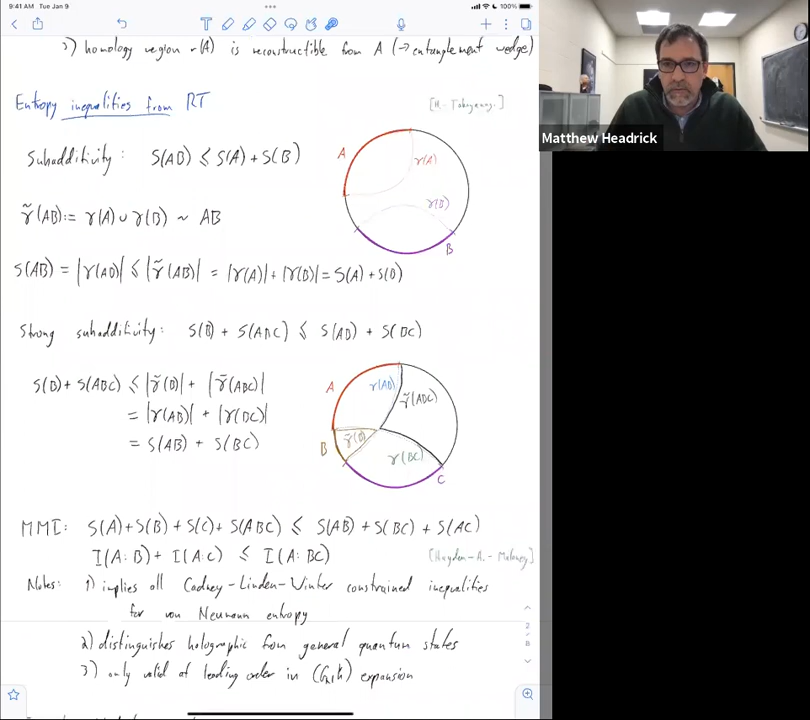 9:41 AM Tue Jan 9
100%
3) homology region r(A) is reconstructible from A (→ entanglement wedge)
Entropy inequalities from RT
[H.-Takayanagi]
Subadditivity: S(AB) ≤ S(A) + S(B)
A
r(A)
r(B)
B
γ̃(AB) := γ(A) ∪ γ(B) ~ AB
S(AB) = |γ(AB)| ≤ |γ̃(AB)| = |γ(A)| + |γ(B)| = S(A) + S(B)
Strong subadditivity: S(B) + S(ABC) ≤ S(AB) + S(BC)
S(B) + S(ABC) ≤ |γ̃(B)| + |γ̃(ABC)|
= |γ(AB)| + |γ(BC)|
= S(AB) + S(BC)
A
γ(AB)
γ̃(ABC)
B
γ̃(B)
γ(BC)
C
MMI: S(A) + S(B) + S(C) + S(ABC) ≤ S(AB) + S(BC) + S(AC)
I(A:B) + I(A:C) ≤ I(A:BC)
[Hayden-H.-Maloney]
Notes: 1) implies all Cadney-Linden-Winter constrained inequalities
for von Neumann entropy
2) distinguishes holographic from general quantum states
3) only valid at leading order in (G_N ħ) expansion
Matthew Headrick